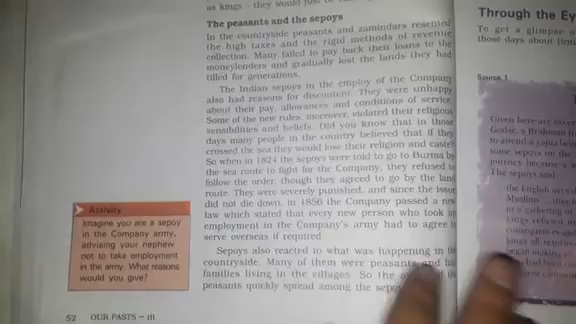 as kings – they would just
The peasants and the sepoys
In the countryside peasants and zamindars resented
the high taxes and the rigid methods of revenue
collection. Many failed to pay back their loans to the
moneylenders and gradually lost the lands they had
tilled for generations.
The Indian sepoys in the employ of the Company
also had reasons for discontent. They were unhappy
about their pay, allowances and conditions of service.
Some of the new rules, moreover, violated their religious
sensibilities and beliefs. Did you know that in those
days many people in the country believed that if they
crossed the sea they would lose their religion and caste?
So when in 1824 the sepoys were told to go to Burma by
the sea route to fight for the Company, they refused to
follow the order, though they agreed to go by the land
route. They were severely punished, and since the issue
did not die down, in 1856 the Company passed a new
law which stated that every new person who took up
employment in the Company's army had to agree to
serve overseas if required.
Sepoys also reacted to what was happening in the
countryside. Many of them were peasants and
families living in the villages. So the
peasants quickly spread among the
Activity
Imagine you are a sepoy
in the Company army,
advising your nephew
not to take employment
in the army. What reasons
would you give?
52 OUR PASTS – III
Through the
To get a glimpse
those days about
Source 1
Given here are
Godse, a Brahman
to attend a yajna
some sepoys on the
journey because a
The sepoys said
the English
in a gathering of
kings refused
consequences and
kings all
began making